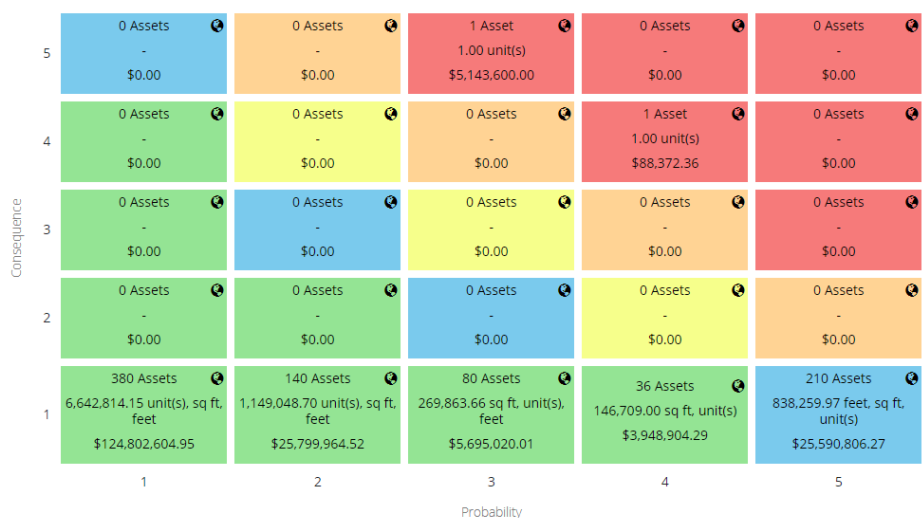 5
0 Assets
-
$0.00
0 Assets
-
$0.00
1 Asset
1.00 unit(s)
$5,143,600.00
0 Assets
-
$0.00
0 Assets
-
$0.00
4
0 Assets
-
$0.00
0 Assets
-
$0.00
0 Assets
-
$0.00
1 Asset
1.00 unit(s)
$88,372.36
0 Assets
-
$0.00
Consequence
3
0 Assets
-
$0.00
0 Assets
-
$0.00
0 Assets
-
$0.00
0 Assets
-
$0.00
0 Assets
-
$0.00
2
0 Assets
-
$0.00
0 Assets
-
$0.00
0 Assets
-
$0.00
0 Assets
-
$0.00
0 Assets
-
$0.00
1
380 Assets
6,642,814.15 unit(s), sq ft,
feet
$124,802,604.95
140 Assets
1,149,048.70 unit(s), sq ft,
feet
$25,799,964.52
80 Assets
269,863.66 sq ft, unit(s),
feet
$5,695,020.01
36 Assets
146,709.00 sq ft, unit(s)
$3,948,904.29
210 Assets
838,259.97 feet, sq ft,
unit(s)
$25,590,806.27
1
2
3
4
5
Probability